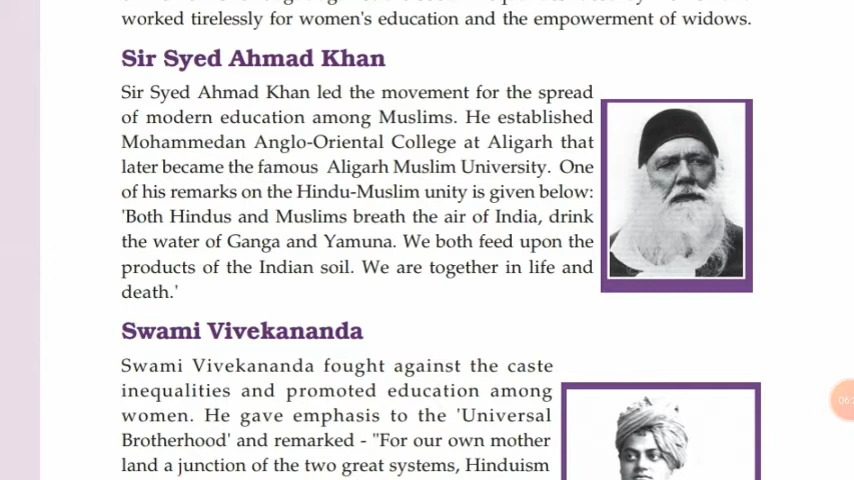 worked tirelessly for women's education and the empowerment of widows.
Sir Syed Ahmad Khan
Sir Syed Ahmad Khan led the movement for the spread
of modern education among Muslims. He established
Mohammedan Anglo-Oriental College at Aligarh that
later became the famous Aligarh Muslim University. One
of his remarks on the Hindu-Muslim unity is given below:
'Both Hindus and Muslims breath the air of India, drink
the water of Ganga and Yamuna. We both feed upon the
products of the Indian soil. We are together in life and
death.'
Swami Vivekananda
Swami Vivekananda fought against the caste
inequalities and promoted education among
women. He gave emphasis to the 'Universal
Brotherhood' and remarked - "For our own mother
land a junction of the two great systems, Hinduism